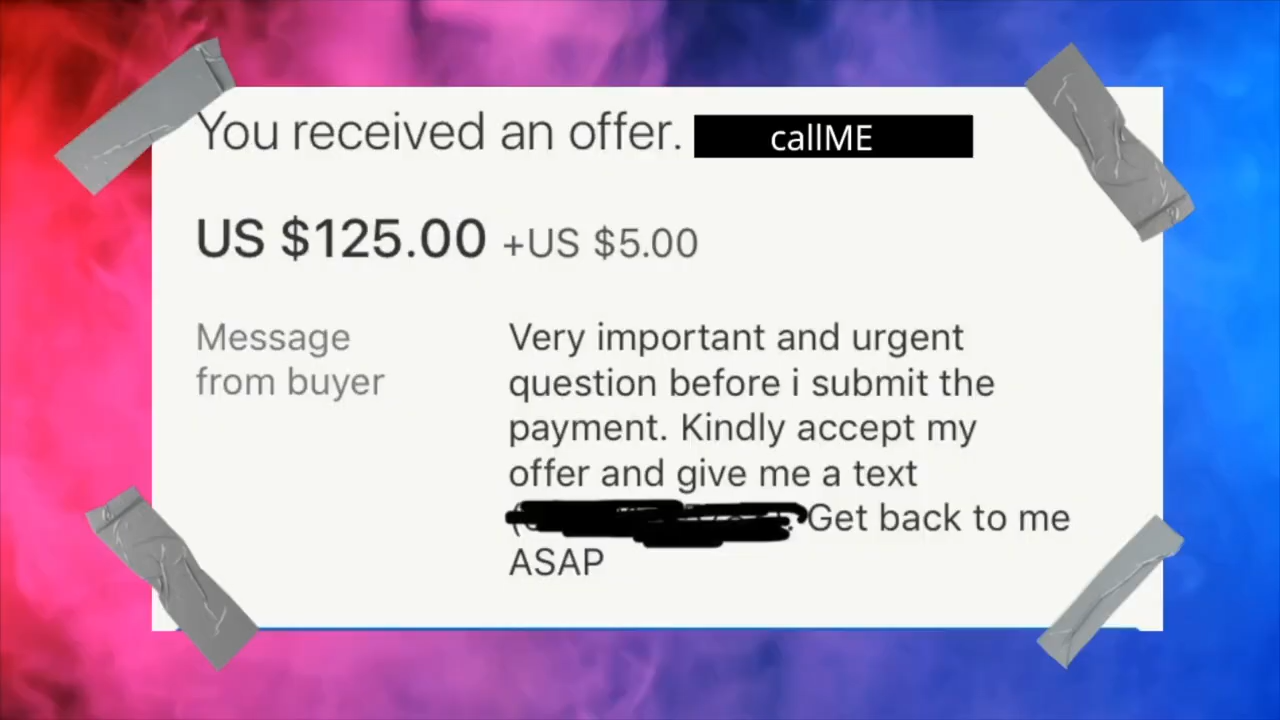 You received an offer. callME
US $125.00 +US $5.00
Message
from buyer
Very important and urgent
question before i submit the
payment. Kindly accept my
offer and give me a text
Get back to me
ASAP